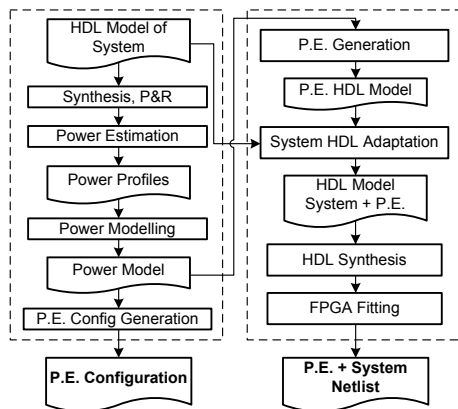 HDL Model of
System
Synthesis, P&R
Power Estimation
Power Profiles
Power Modelling
Power Model
P.E. Config Generation
P.E. Configuration
P.E. Generation
P.E. HDL Model
System HDL Adaptation
HDL Model
System + P.E.
HDL Synthesis
FPGA Fitting
P.E. + System
Netlist